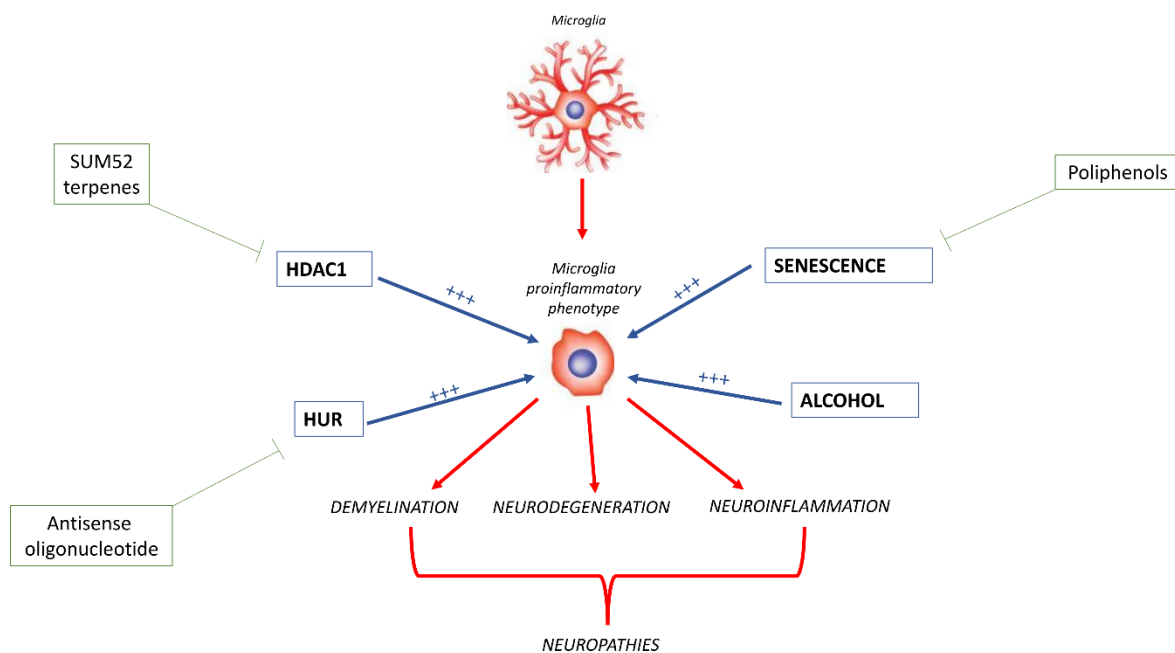 Microglia
SUM52
terpenes
Poliphenols
HDAC1
SENESCENCE
Microglia
proinflammatory
phenotype
+++
+++
+++
+++
HUR
ALCOHOL
DEMYELINATION
NEURODEGENERATION
NEUROINFLAMMATION
Antisense
oligonucleotide
NEUROPATHIES